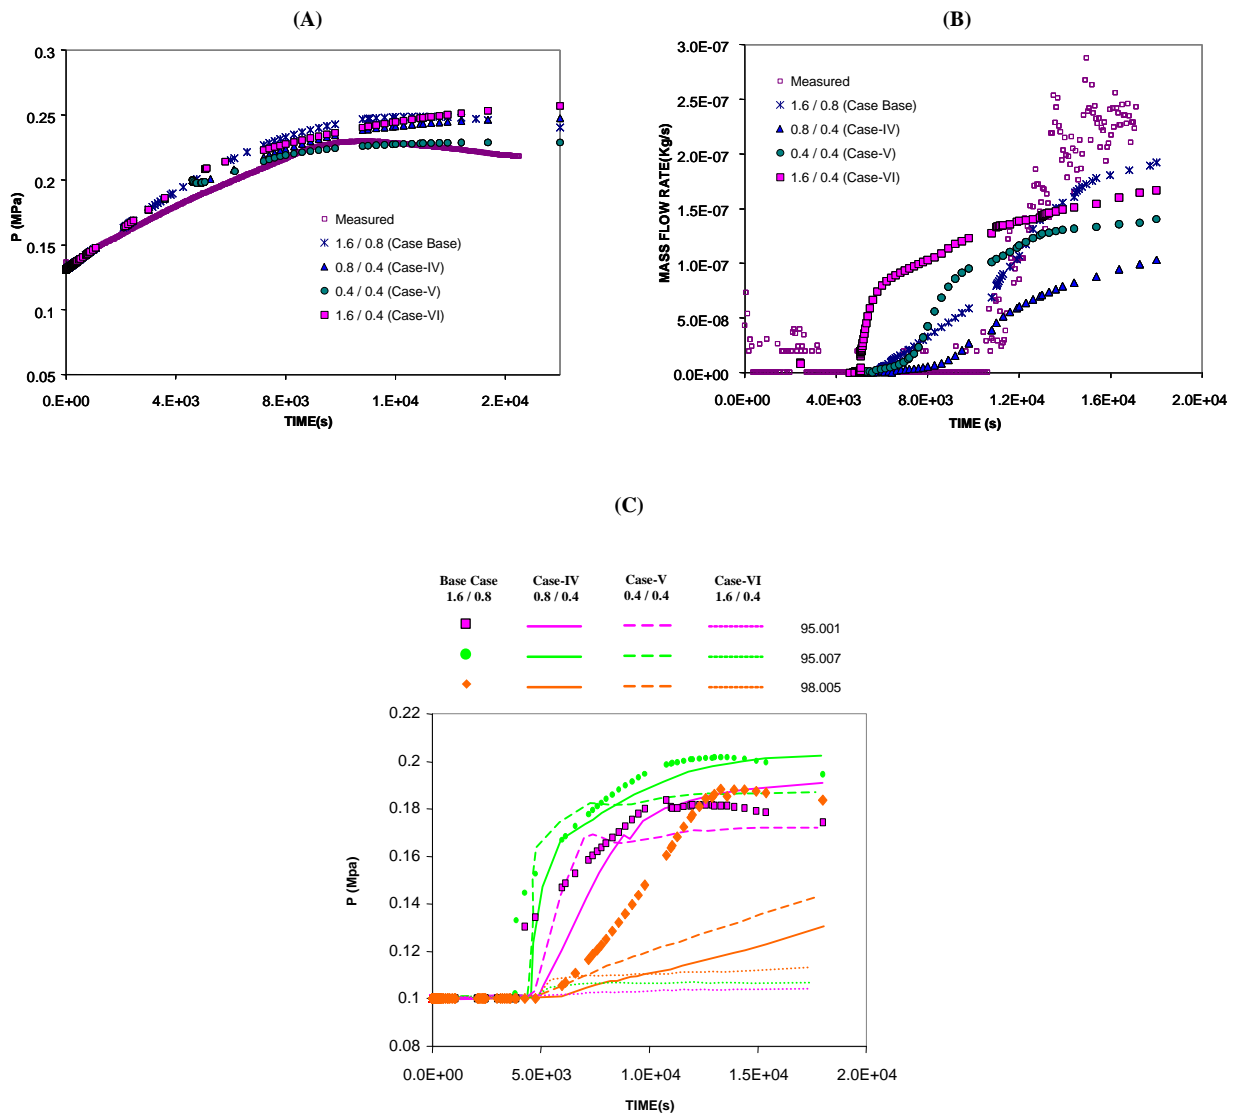 (A)
0.3
0.25
0.2
0.15
0.1
0.05
P (MPa)
Measured
1.6 / 0.8 (Case Base)
0.8 / 0.4 (Case-IV)
0.4 / 0.4 (Case-V)
1.6 / 0.4 (Case-VI)
0.E+00 4.E+03 8.E+03 1.E+04 2.E+04
TIME(s)
(B)
3.0E-07
2.5E-07
2.0E-07
1.5E-07
1.0E-07
5.0E-08
0.0E+00
MASS FLOW RATE(Kg/s)
Measured
1.6 / 0.8 (Case Base)
0.8 / 0.4 (Case-IV)
0.4 / 0.4 (Case-V)
1.6 / 0.4 (Case-VI)
0.0E+00 4.0E+03 8.0E+03 1.2E+04 1.6E+04 2.0E+04
TIME (s)
(C)
Base Case Case-IV Case-V Case-VI
1.6 / 0.8 0.8 / 0.4 0.4 / 0.4 1.6 / 0.4
95.001
95.007
98.005
0.22
0.2
0.18
0.16
0.14
0.12
0.1
0.08
P (Mpa)
0.0E+00 5.0E+03 1.0E+04 1.5E+04 2.0E+04
TIME(s)